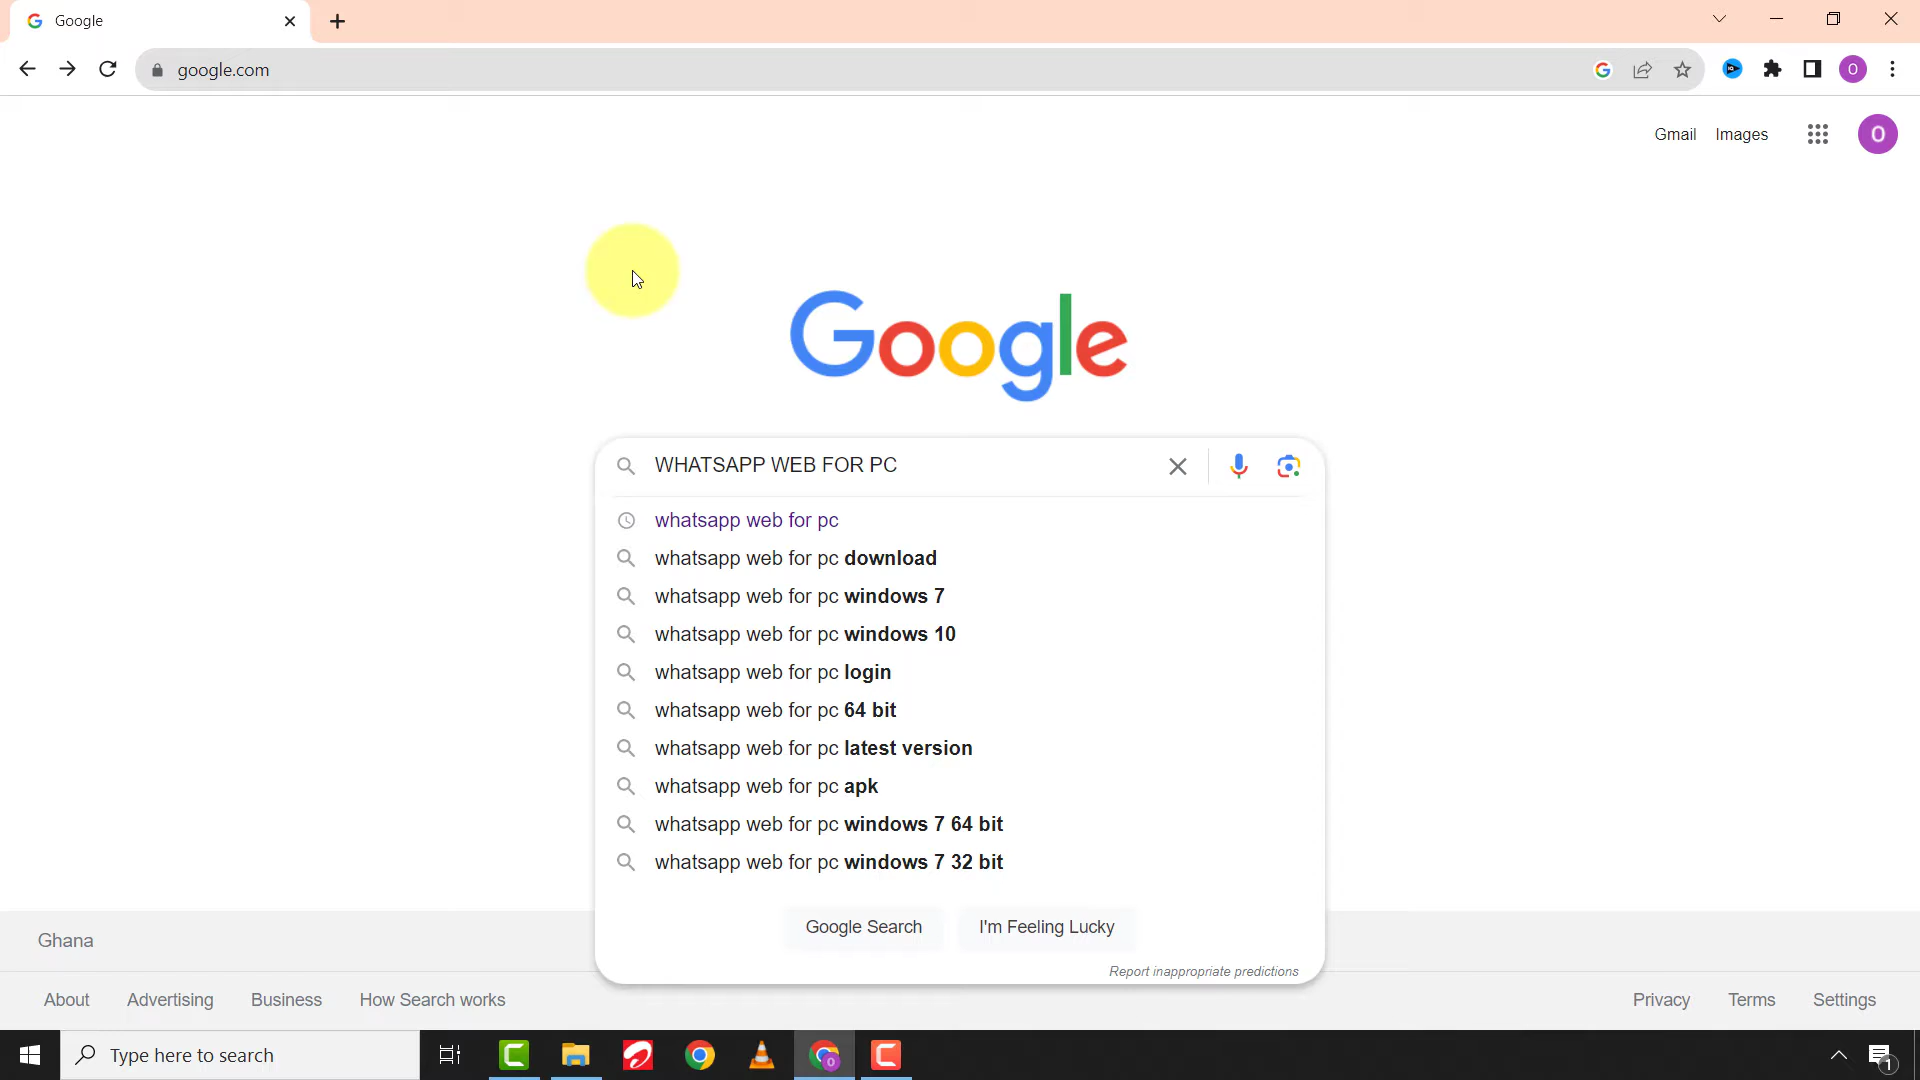 Google
google.com
O
Gmail Images
O
Google
WHATSAPP WEB FOR PC
whatsapp web for pc
whatsapp web for pc download
whatsapp web for pc windows 7
whatsapp web for pc windows 10
whatsapp web for pc login
whatsapp web for pc 64 bit
whatsapp web for pc latest version
whatsapp web for pc apk
whatsapp web for pc windows 7 64 bit
whatsapp web for pc windows 7 32 bit
Google Search I'm Feeling Lucky
Report inappropriate predictions
Ghana
About Advertising Business How Search works Privacy Terms Settings
Type here to search
1